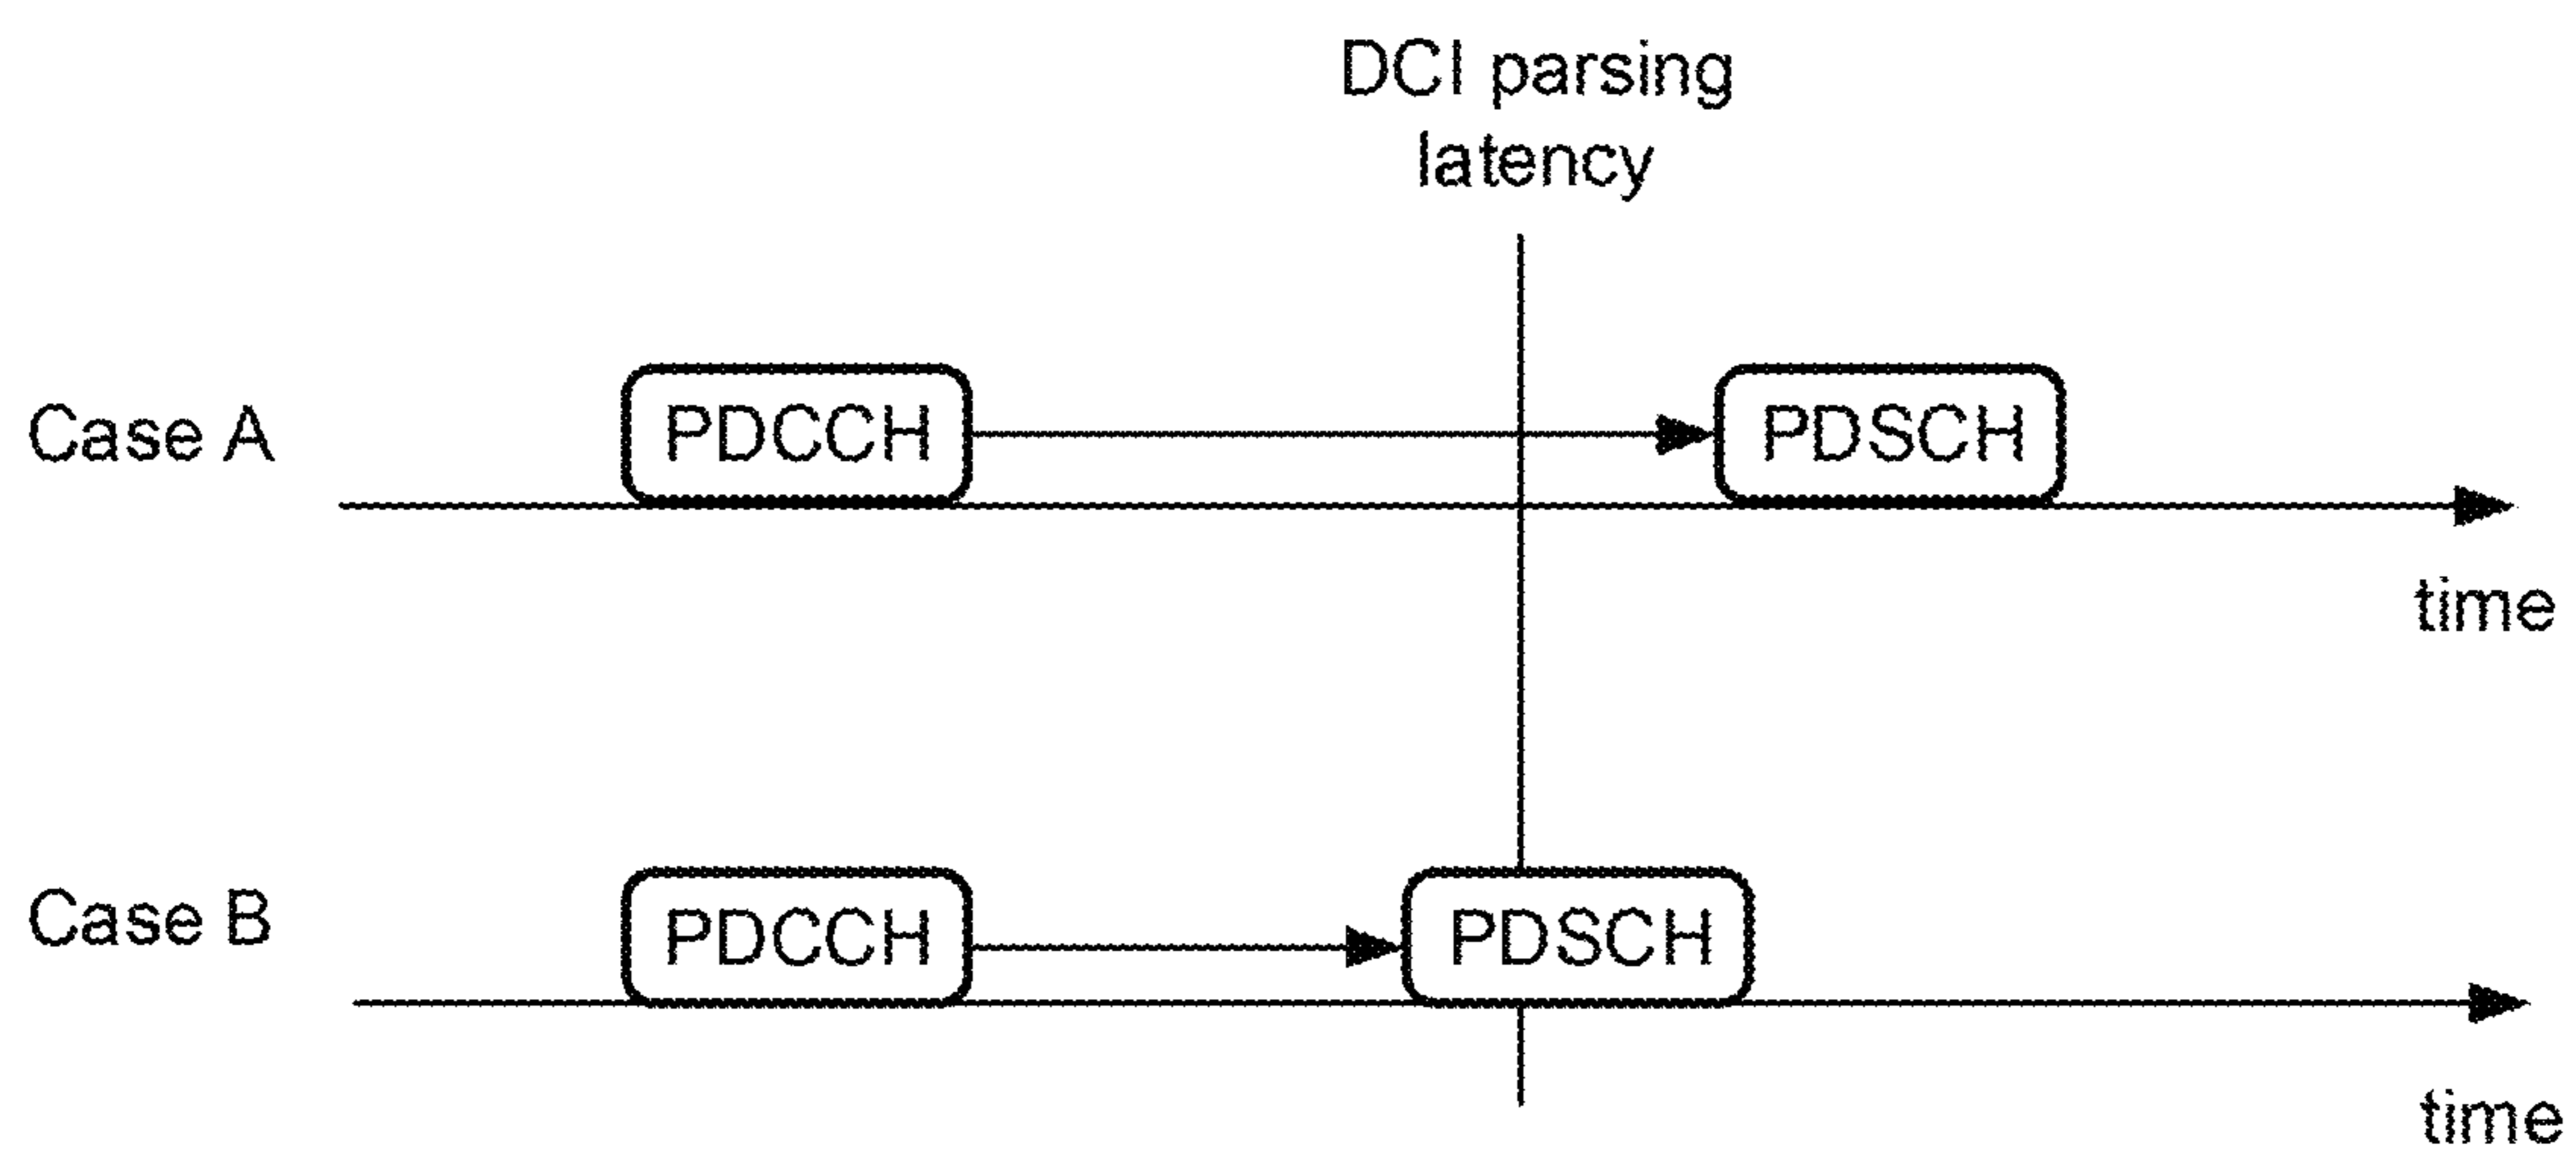 DCI parsing
latency
Case A
PDCCH
PDSCH
time
Case B
PDCCH
PDSCH
time